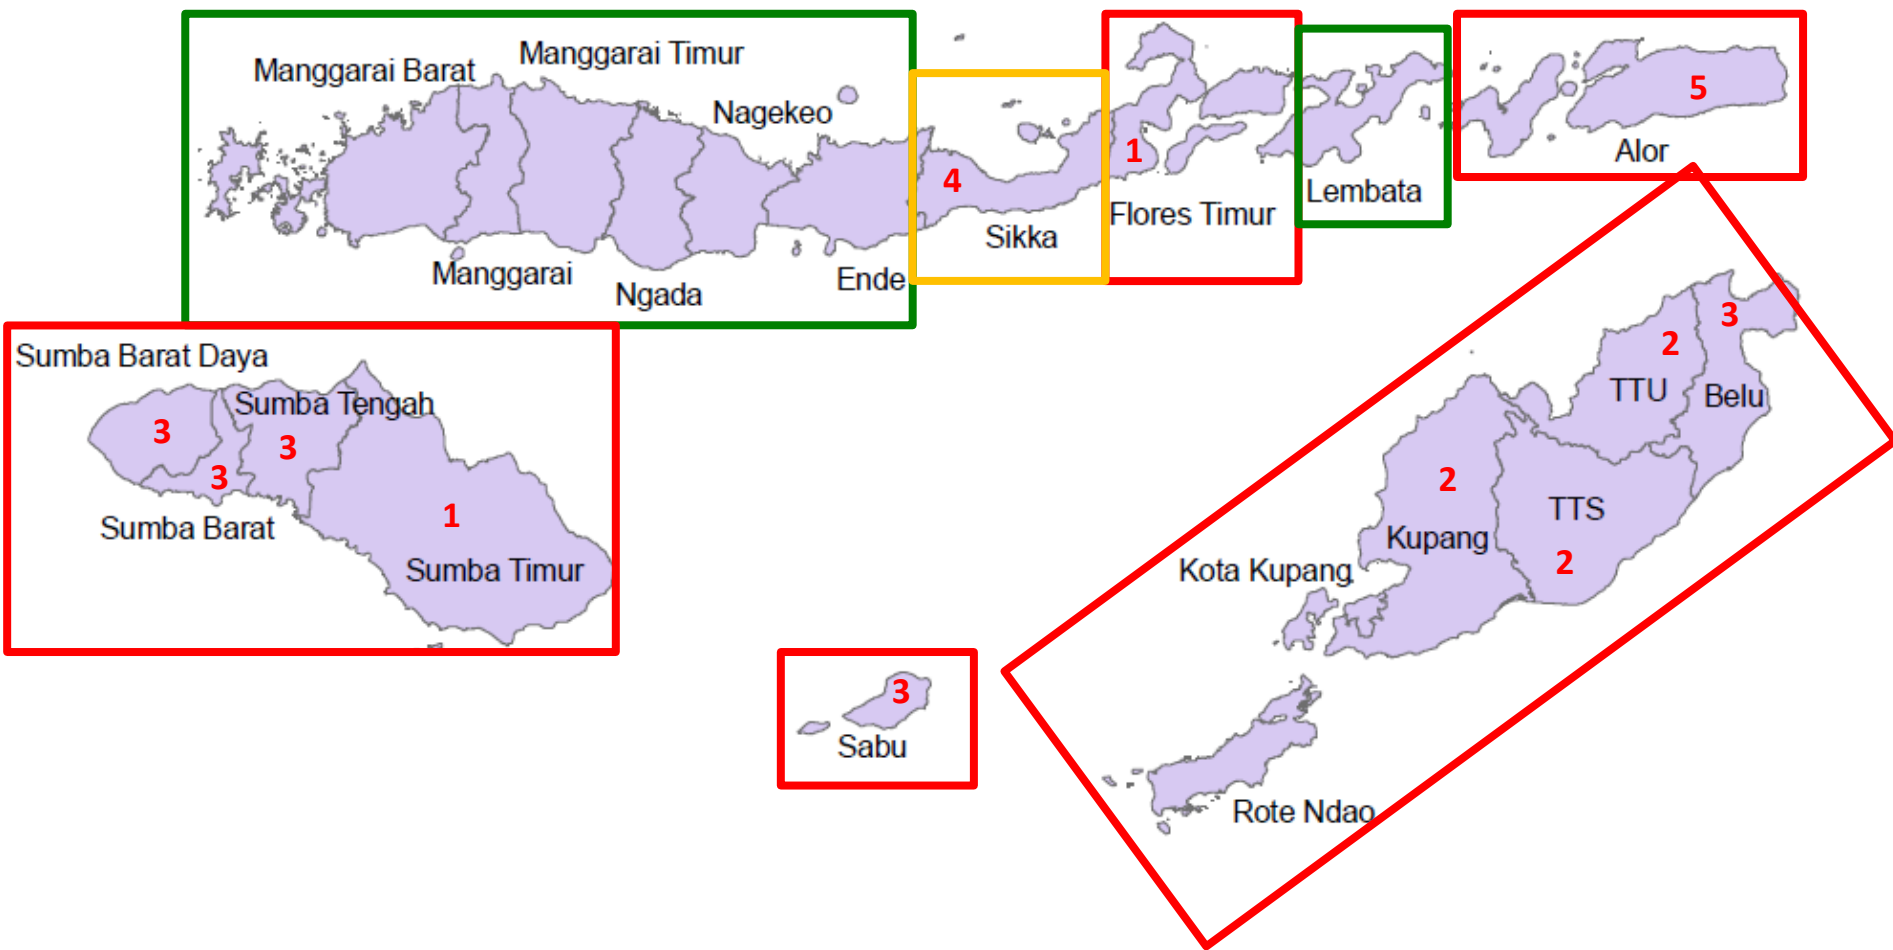 Manggarai Timur
Manggarai Barat
Nagekeo
5
1
Alor
4
Lembata
Flores Timur
Sikka
Manggarai
Ende
Ngada
3
2
Sumba Barat Daya
TTU
Belu
Sumba Tengah
3
3
3
2
TTS
1
Sumba Barat
Kupang
2
Sumba Timur
Kota Kupang
3
Sabu
Rote Ndao